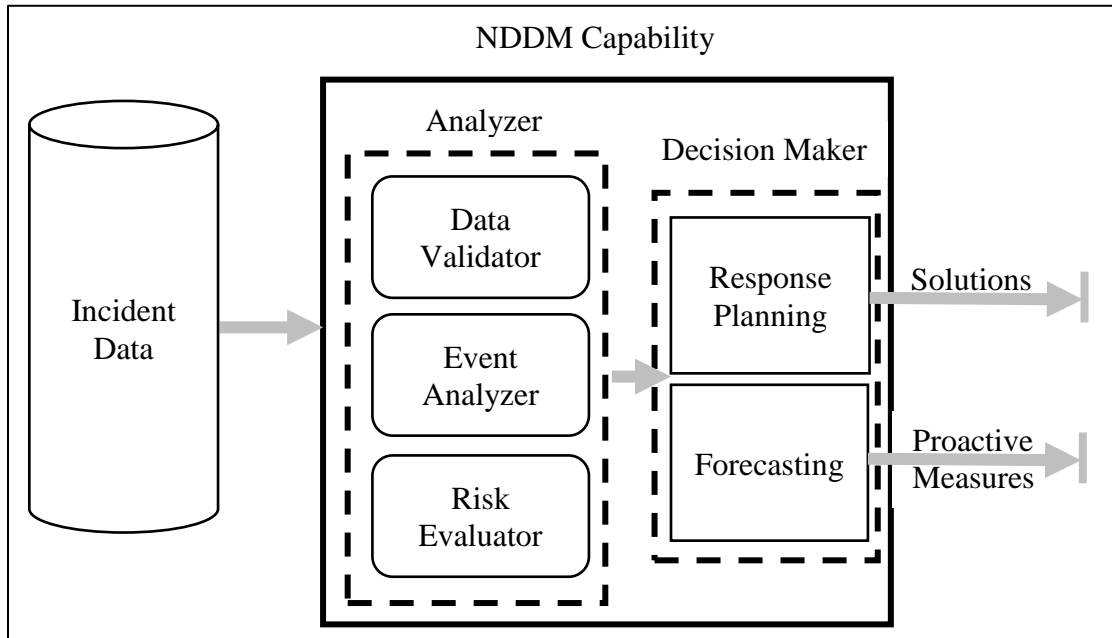 NDDM Capability
Incident
Data
Analyzer
Data
Validator
Event
Analyzer
Risk
Evaluator
Decision Maker
Response
Planning
Forecasting
Solutions
Proactive
Measures